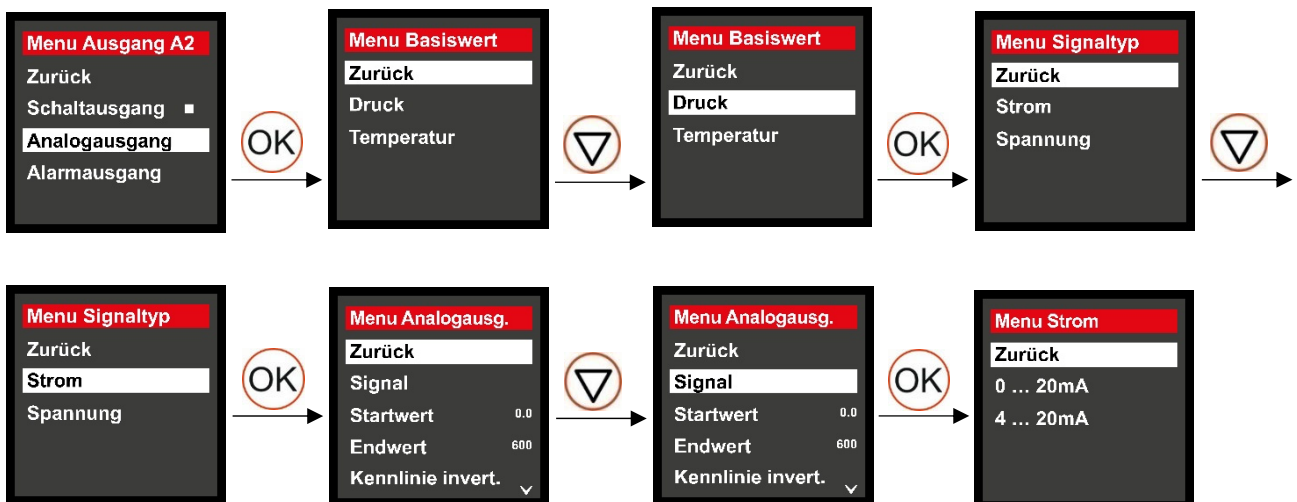 Menu Ausgang A2
Zurück
Schaltausgang ■
Analogausgang
Alarmausgang
OK
Menu Basiswert
Zurück
Druck
Temperatur
Menu Basiswert
Zurück
Druck
Temperatur
OK
Menu Signaltyp
Zurück
Strom
Spannung
Menu Signaltyp
Zurück
Strom
Spannung
OK
Menu Analogausg.
Zurück
Signal
Startwert 0.0
Endwert 600
Kennlinie invert.
Menu Analogausg.
Zurück
Signal
Startwert 0.0
Endwert 600
Kennlinie invert.
OK
Menu Strom
Zurück
0 ... 20mA
4 ... 20mA